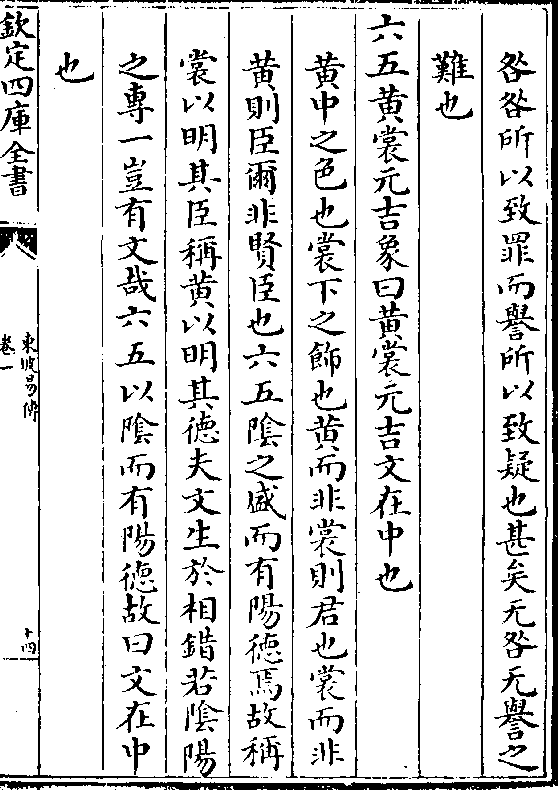 咎咎所以致罪而譽所以致疑也甚矣无咎无譽之
難也
六五黄裳元吉象曰黄裳元吉文在中也
黄中之色也裳下之飾也黄而非裳則君也裳而非
黄則臣爾非賢臣也六五陰之盛而有陽德焉故稱
裳以明其臣稱黄以明其德夫文生於相錯若陰陽
之專一豈有文哉六五以陰而有陽德故曰文在中
也
欽定四庫全書
東坡易傳
卷一
十四